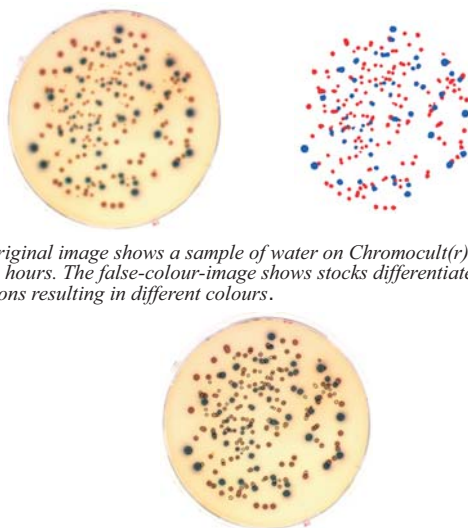 riginal image shows a sample of water on Chromocult(r)
hours. The false-colour-image shows stocks differentiate
ons resulting in different colours.